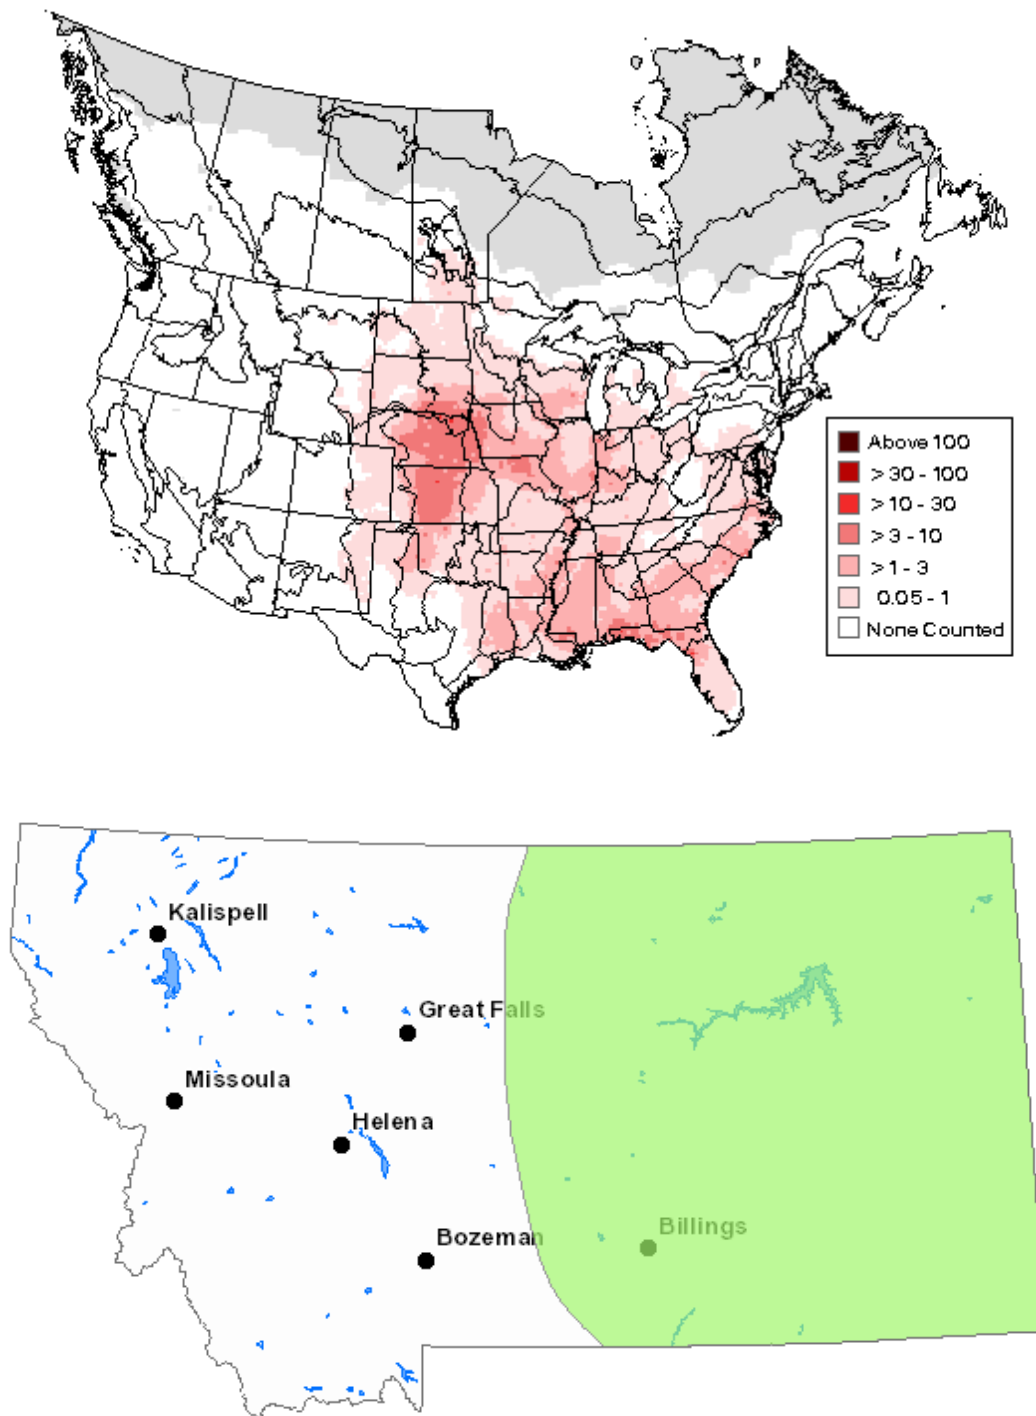 Above 100
>30 - 100
>10 - 30
>3 - 10
>1 - 3
0.05 - 1
None Counted
Kalispell
Great Falls
Missoula
Helena
Bozeman
Billings